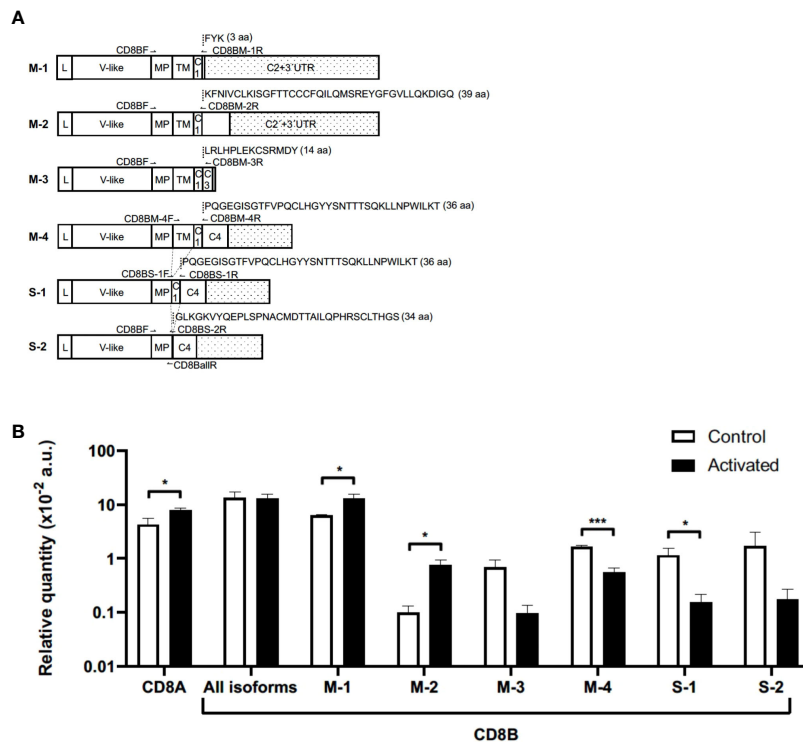 A
FYK (3 aa)
CD8BF CD8BM-1R
M-1 L V-like MP TM C1 C2+3´UTR
KFNIVCLKISGFTTCCCFQILQMSREYGFGVLLQKDIGQ (39 aa)
CD8BF CD8BM-2R
M-2 L V-like MP TM C1 C2´+3´UTR
LRLHPLEKCSRMDY (14 aa)
CD8BF CD8BM-3R
M-3 L V-like MP TM C1 C3
PQGEGISGTFVPQCLHGYYSNTTTSQKLLNPWILKT (36 aa)
CD8BM-4F CD8BM-4R
M-4 L V-like MP TM C1 C4
PQGEGISGTFVPQCLHGYYSNTTTSQKLLNPWILKT (36 aa)
CD8BS-1F CD8BS-1R
S-1 L V-like MP C1 C4
GLKGKVYQEPLSPNACMDTTAILQPHRSCLTHGS (34 aa)
CD8BF CD8BS-2R
S-2 L V-like MP C4
CD8BallR
B
Relative quantity (x10⁻² a.u.)
100
10
1
0.1
0.01
Control
Activated
* * * *** *
CD8A All isoforms M-1 M-2 M-3 M-4 S-1 S-2
CD8B